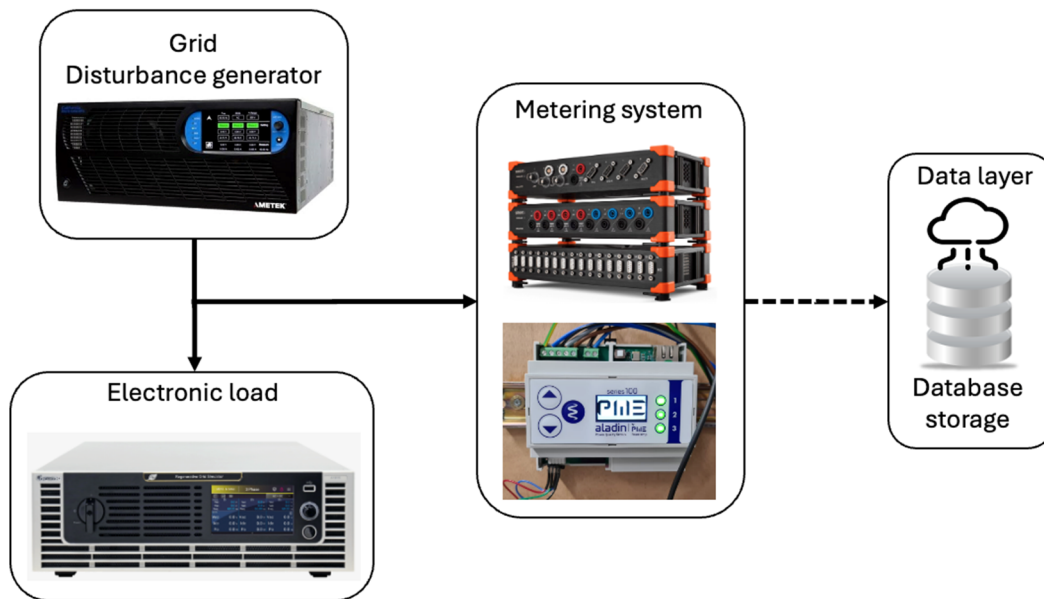 Grid
Disturbance generator
AMETEK
Metering system
series 100
PME
aladin
PME
1
2
3
Data layer
Database
storage
Electronic load